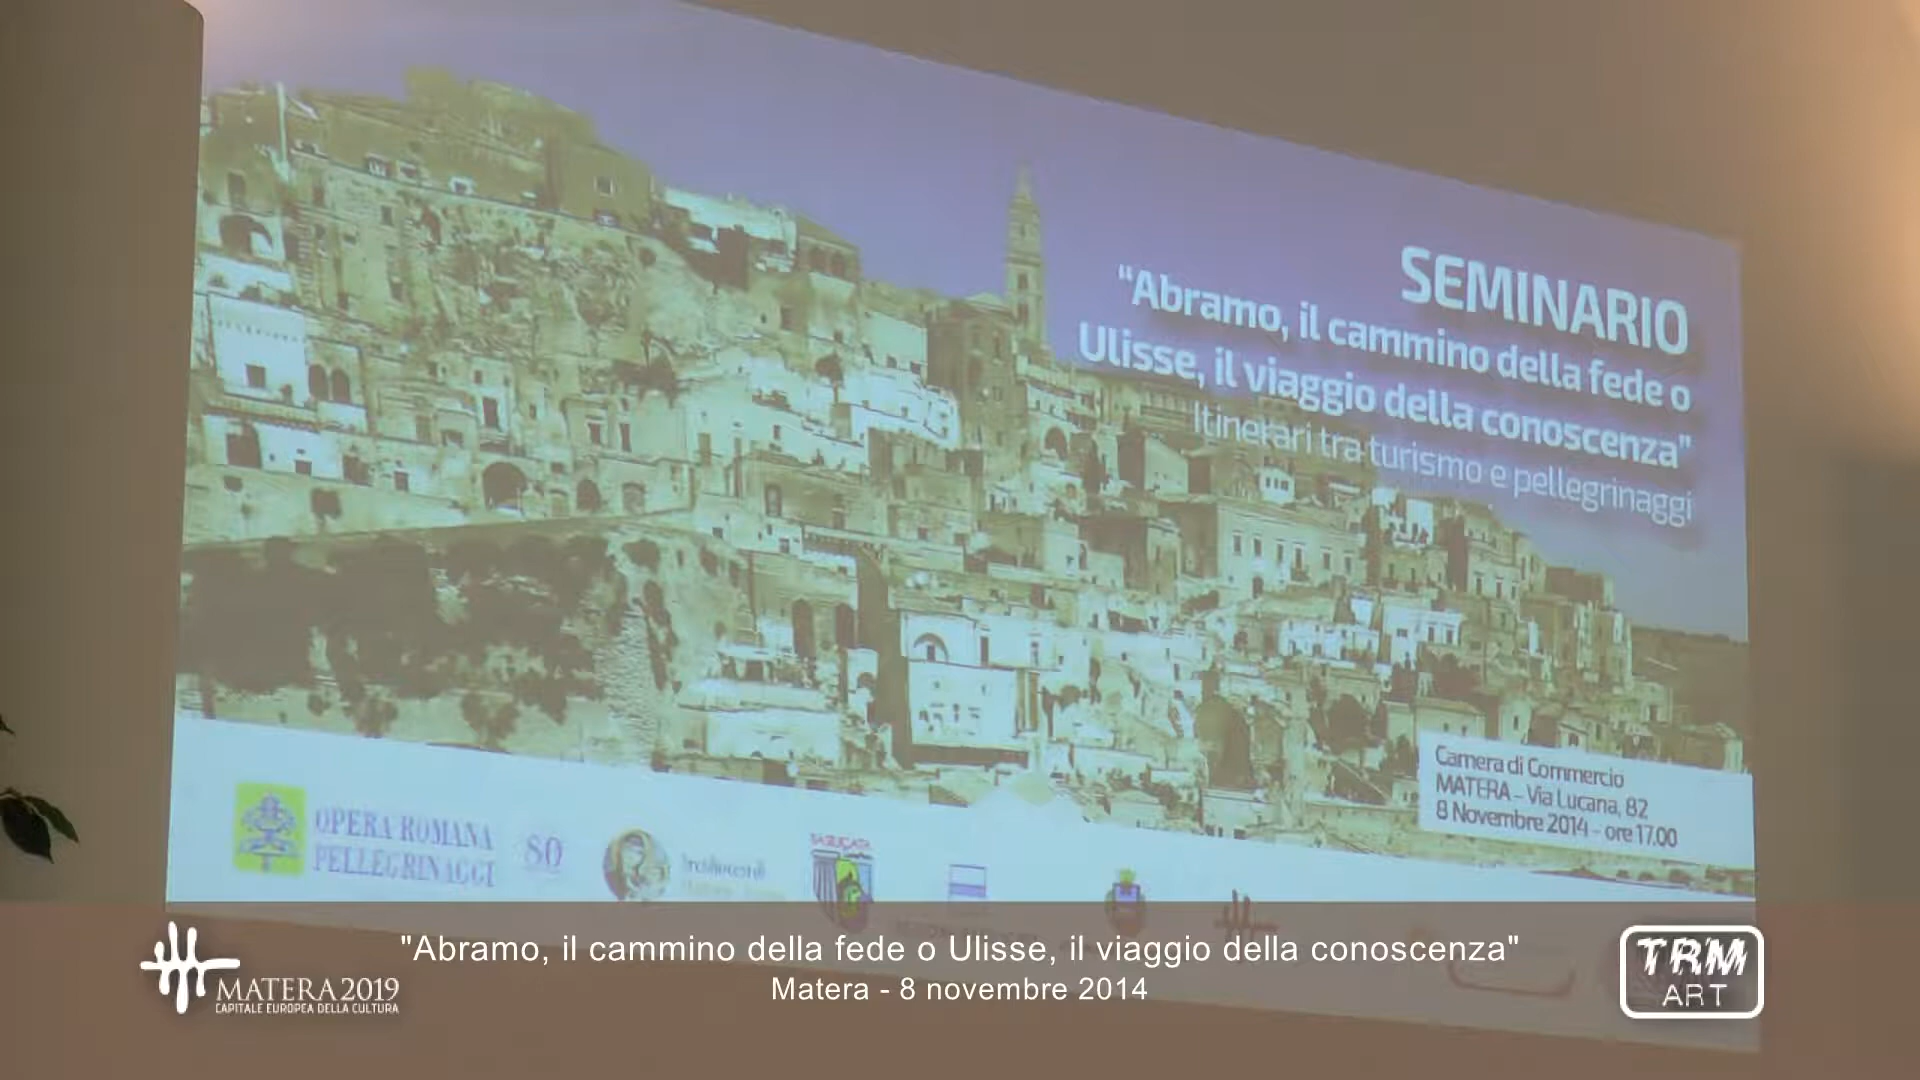 SEMINARIO
"Abramo, il cammino della fede o
Ulisse, il viaggio della conoscenza"
Itinerari tra turismo e pellegrinaggi
Camera di Commercio
MATERA - Via Lucana, 82
8 Novembre 2014 - ore 17.00
OPERA ROMANA
PELLEGRINAGGI
80
BASILICATA
"Abramo, il cammino della fede o Ulisse, il viaggio della conoscenza"
Matera - 8 novembre 2014
MATERA 2019
CAPITALE EUROPEA DELLA CULTURA
TRM
ART